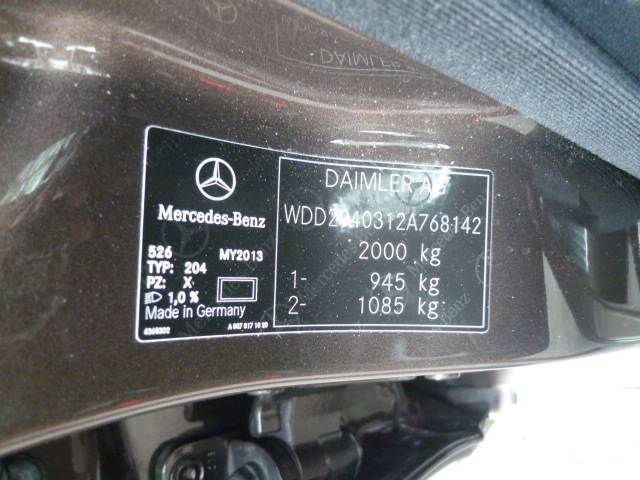 Mercedes-Benz
526 MY2013
TYP: 204
PZ: X
1,0 %
Made in Germany
DAIMLER AG
WDD2040312A768142
2000 kg
1- 945 kg
2- 1085 kg